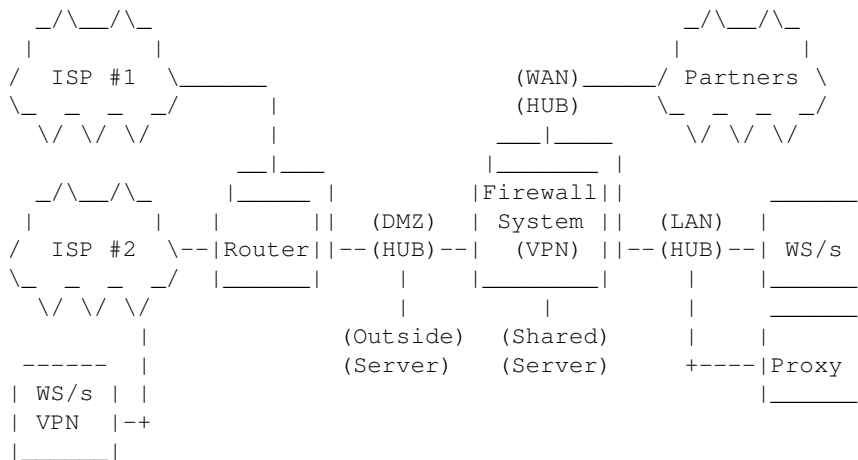 ISP #1 (WAN) Partners
(HUB)
Firewall
(DMZ) System (LAN)
ISP #2 Router (HUB) (VPN) (HUB) WS/s
(Outside) (Shared)
(Server) (Server) Proxy
WS/s
VPN